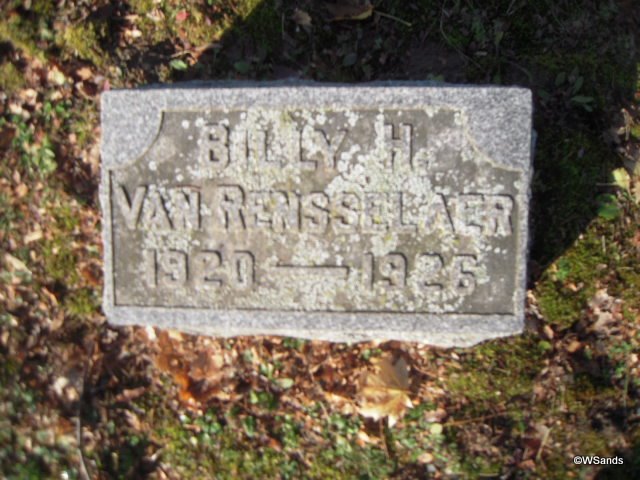 BILLY H.
VAN RENSSELAER
1920 — 1926
©WSands